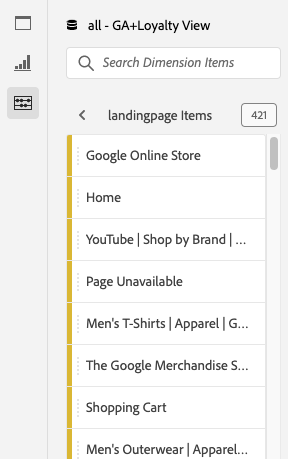 all - GA+Loyalty View
Search Dimension Items
landingpage Items 421
Google Online Store
Home
YouTube | Shop by Brand | ...
Page Unavailable
Men's T-Shirts | Apparel | G...
The Google Merchandise S...
Shopping Cart
Men's Outerwear | Apparel...